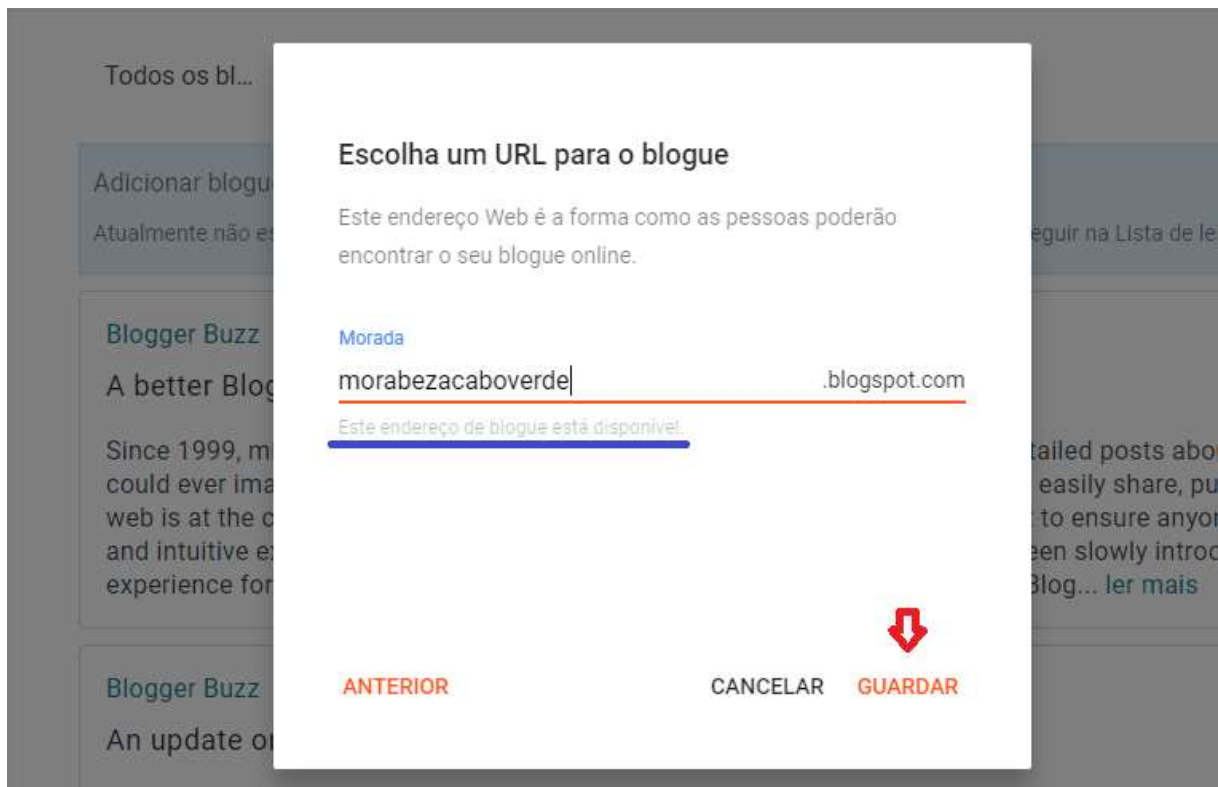 Todos os bl...
Escolha um URL para o blogue
Adicionar blogu
Este endereço Web é a forma como as pessoas poderão
Atualmente não es
eguir na Lista de le
encontrar o seu blogue online.
Blogger Buzz
Morada
A better Blog
morabezacaboverde
.blogspot.com
Este endereço de blogue está disponível.
Since 1999, m
tailed posts abo
could ever ima
easily share, pu
web is at the c
to ensure anyo
and intuitive e
een slowly introd
experience for
Blog... ler mais
Blogger Buzz
ANTERIOR
CANCELAR
GUARDAR
An update o